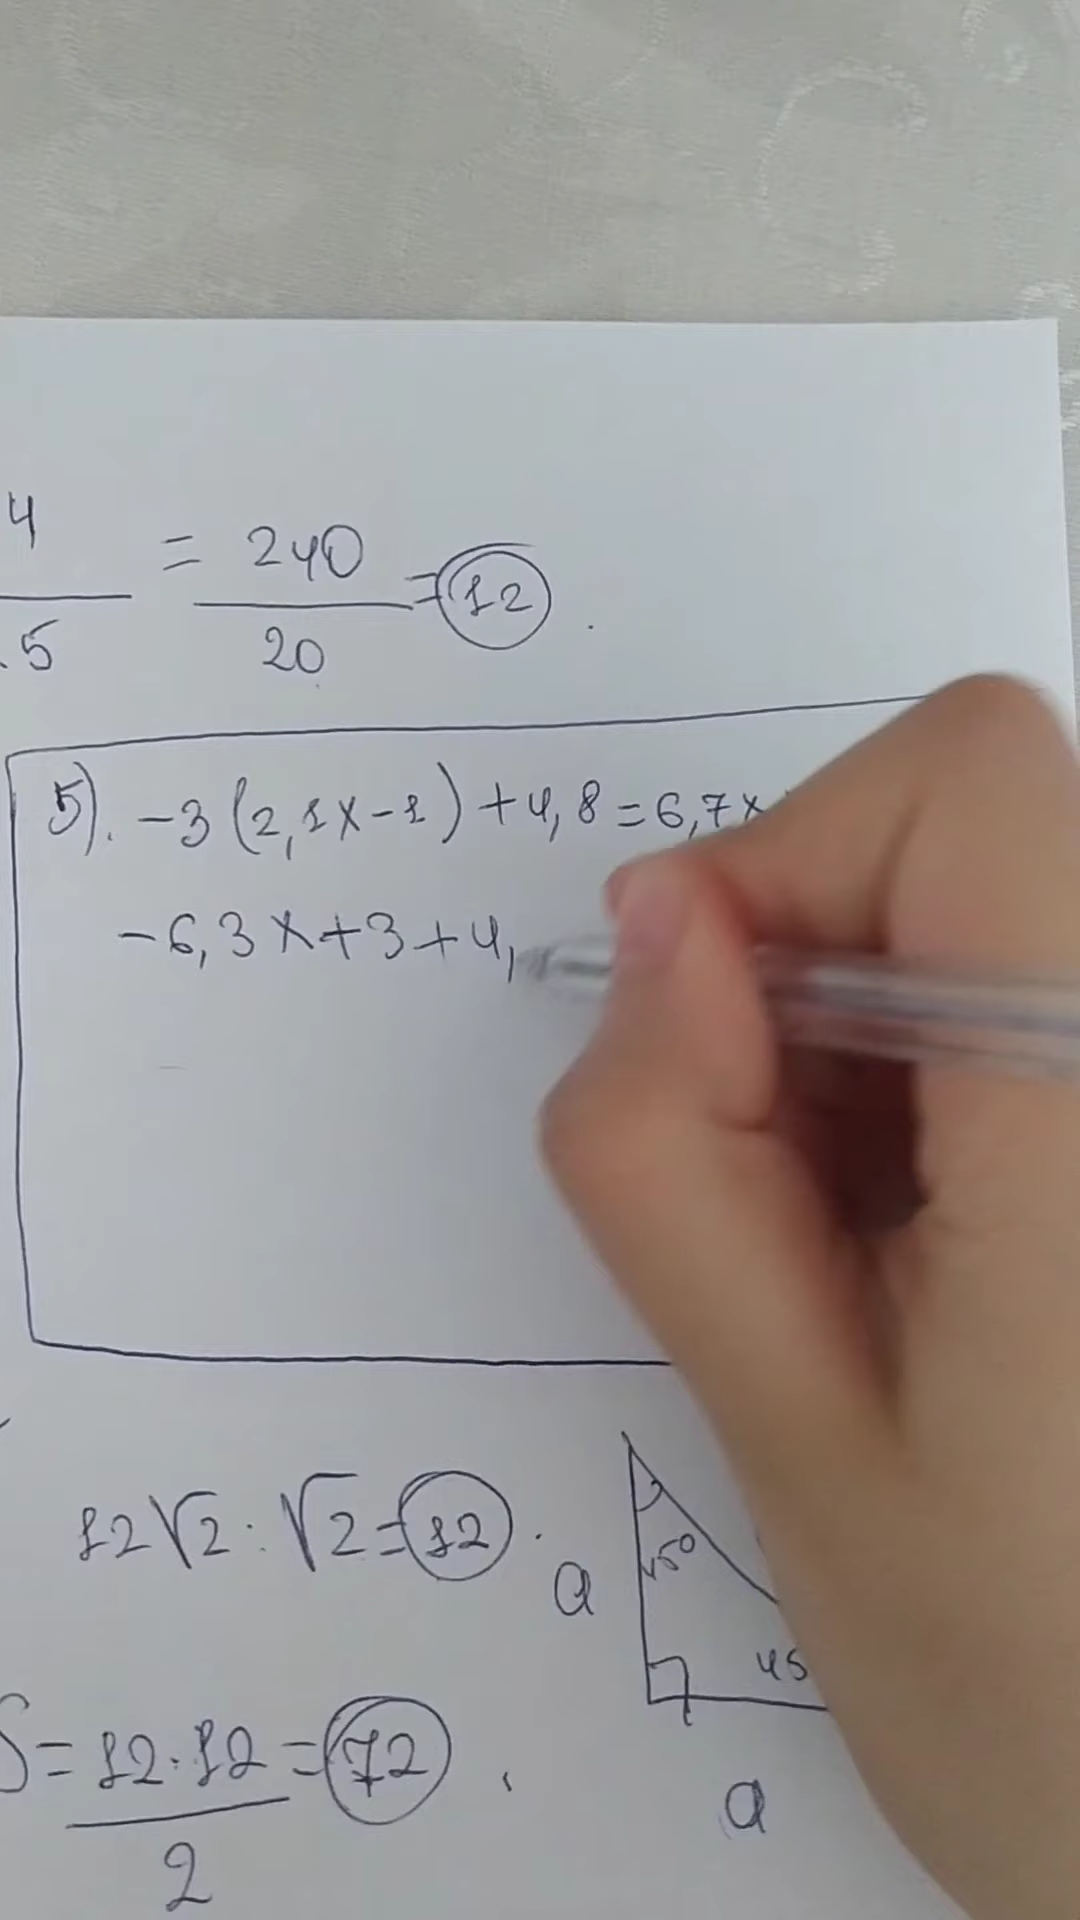 4 / .5 = 240 / 20 = 12 .
5). -3(2,1x-1)+4,8=6,7x
-6,3x+3+4,
12√2 : √2 = 12 .
45°
a
45
S = 12·12 / 2 = 72 .
a